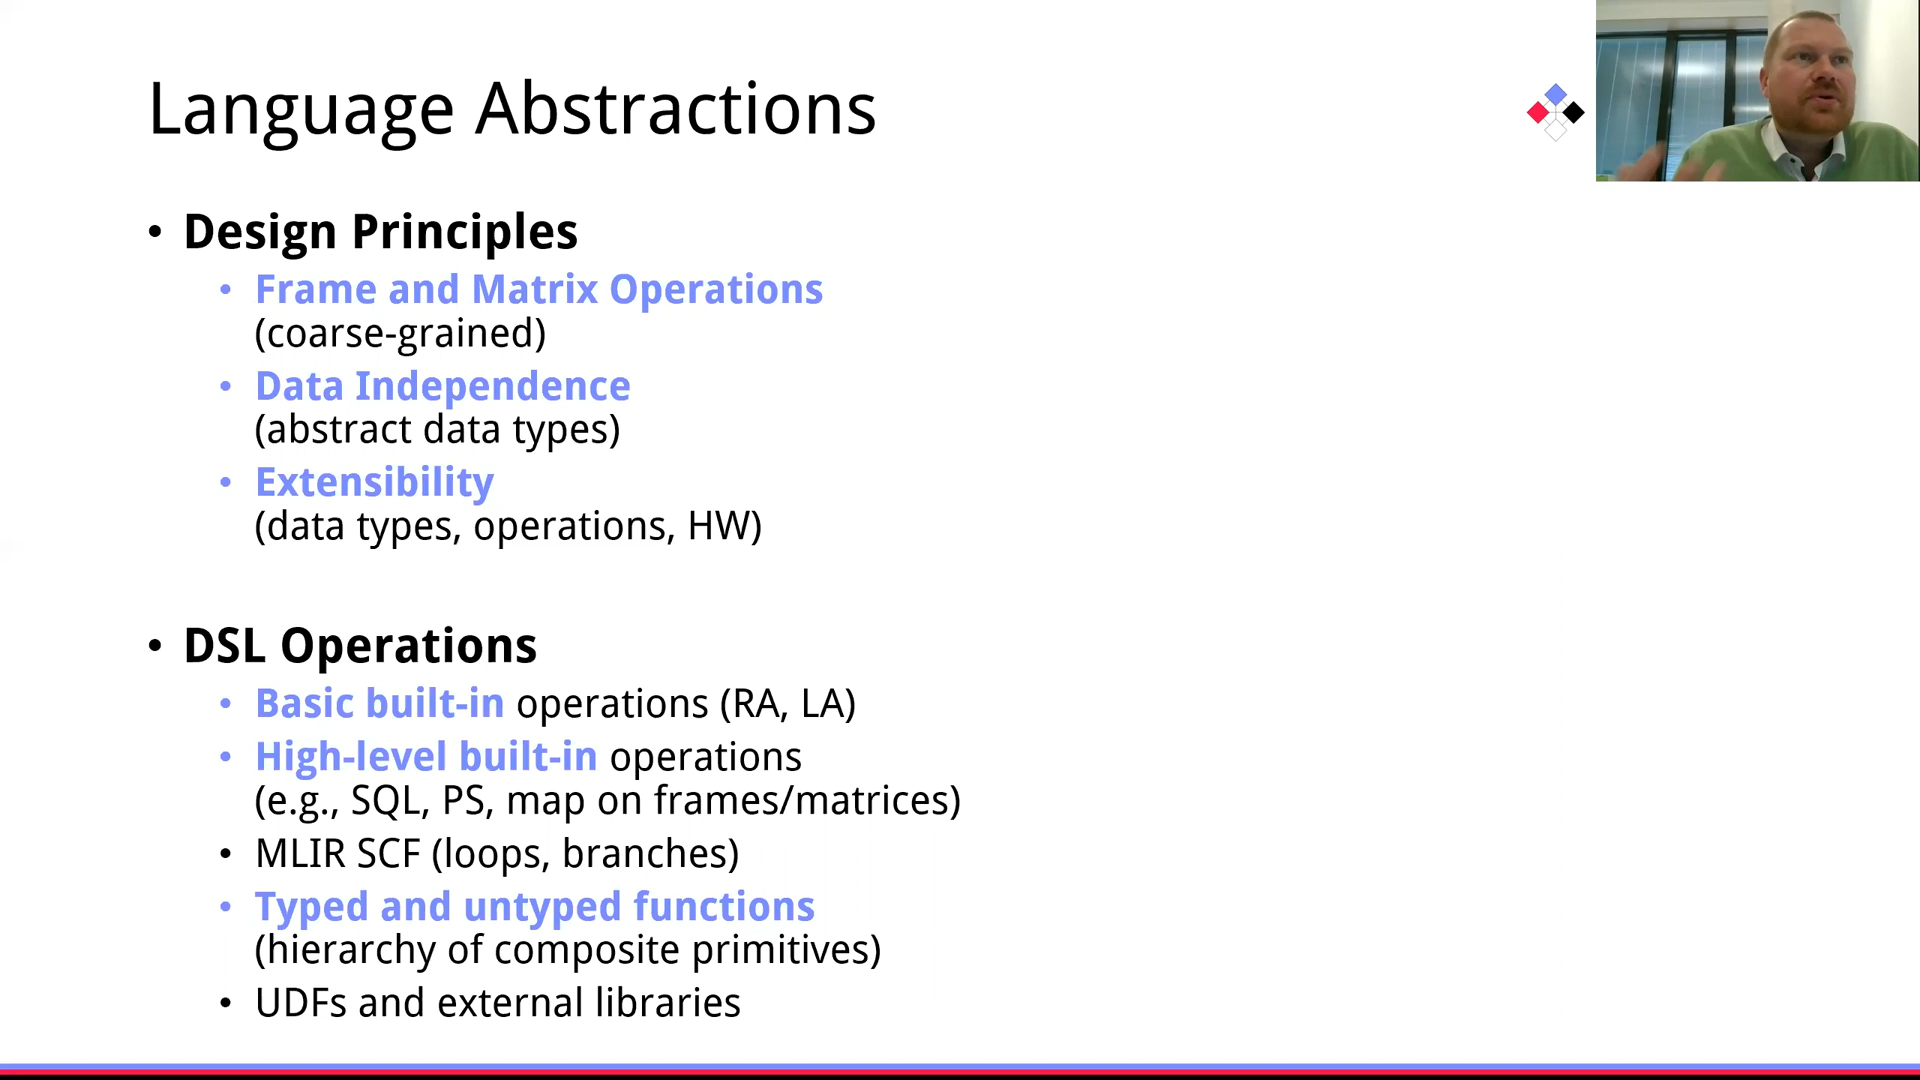 Language Abstractions
• Design Principles
• Frame and Matrix Operations
(coarse-grained)
• Data Independence
(abstract data types)
• Extensibility
(data types, operations, HW)
• DSL Operations
• Basic built-in operations (RA, LA)
• High-level built-in operations
(e.g., SQL, PS, map on frames/matrices)
• MLIR SCF (loops, branches)
• Typed and untyped functions
(hierarchy of composite primitives)
• UDFs and external libraries